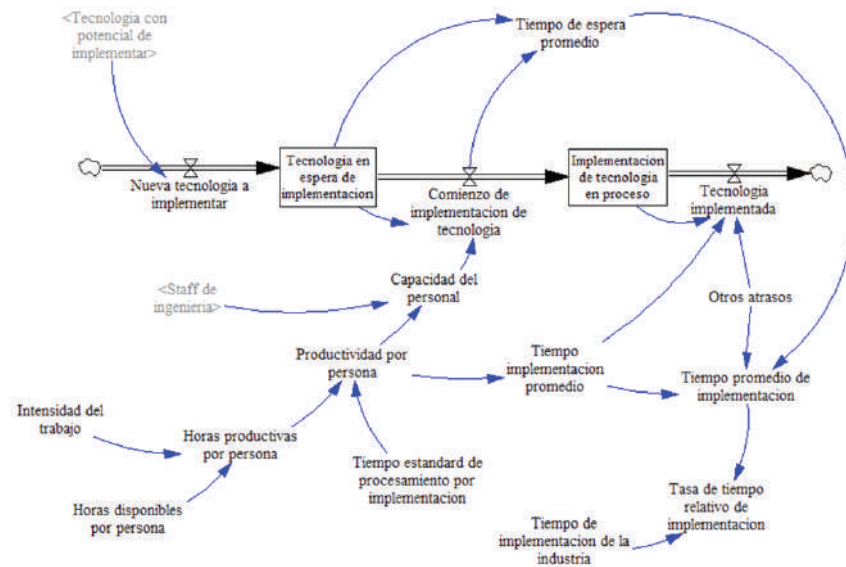 <Tecnologia con
potencial de
implementar>
Tiempo de espera
promedio
Nueva tecnologia a
implementar
Tecnologia en
espera de
implementacion
Comienzo de
implementacion de
tecnologia
Implementacion
de tecnologia
en proceso
Tecnologia
implementada
<Staff de
ingenieria>
Capacidad del
personal
Otros atrasos
Productividad por
persona
Tiempo
implementacion
promedio
Tiempo promedio de
implementacion
Intensidad del
trabajo
Horas productivas
por persona
Horas disponibles
por persona
Tiempo estandard de
procesamiento por
implementacion
Tasa de tiempo
relativo de
implementacion
Tiempo de
implementacion de la
industria